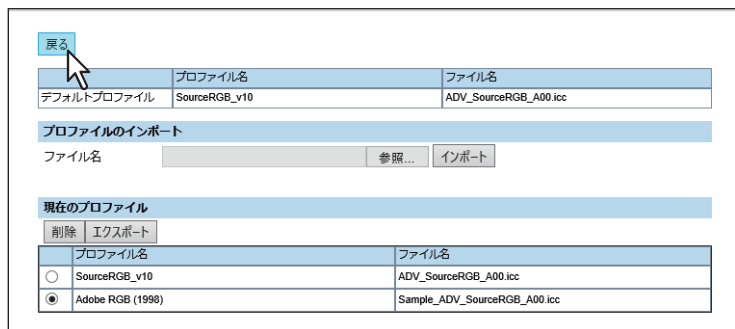 戻る
プロファイル名 ファイル名
デフォルトプロファイル SourceRGB_v10 ADV_SourceRGB_A00.icc
プロファイルのインポート
ファイル名 参照... インポート
現在のプロファイル
削除 エクスポート
プロファイル名 ファイル名
SourceRGB_v10 ADV_SourceRGB_A00.icc
Adobe RGB (1998) Sample_ADV_SourceRGB_A00.icc